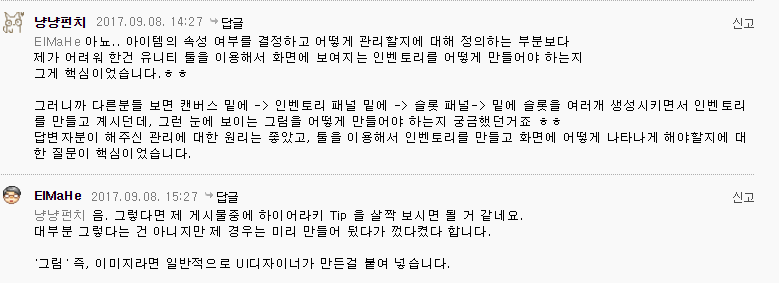 냥냥펀치 2017.09.08. 14:27 답글 신고
ElMaHe 아뇨.. 아이템의 속성 여부를 결정하고 어떻게 관리할지에 대해 정의하는 부분보다
제가 어려워 한건 유니티 툴을 이용해서 화면에 보여지는 인벤토리를 어떻게 만들어야 하는지
그게 핵심이었습니다.ㅎㅎ
그러니까 다른분들 보면 캔버스 밑에 -> 인벤토리 패널 밑에 -> 슬롯 패널-> 밑에 슬롯을 여러개 생성시키면서 인벤토리
를 만들고 계시던데, 그런 눈에 보이는 그림을 어떻게 만들어야 하는지 궁금했던거죠 ㅎㅎ
답변자분이 해주신 관리에 대한 원리는 좋았고, 툴을 이용해서 인벤토리를 만들고 화면에 어떻게 나타나게 해야할지에 대
한 질문이 핵심이었습니다.
ElMaHe 2017.09.08. 15:27 답글 신고
냥냥펀치 음. 그렇다면 제 게시물중에 하이어라키 Tip 을 살짝 보시면 될 거 같네요.
대부분 그렇다는 건 아니지만 제 경우는 미리 만들어 뒀다가 껐다켰다 합니다.
'그림' 즉, 이미지라면 일반적으로 UI디자이너가 만든걸 붙여 넣습니다.